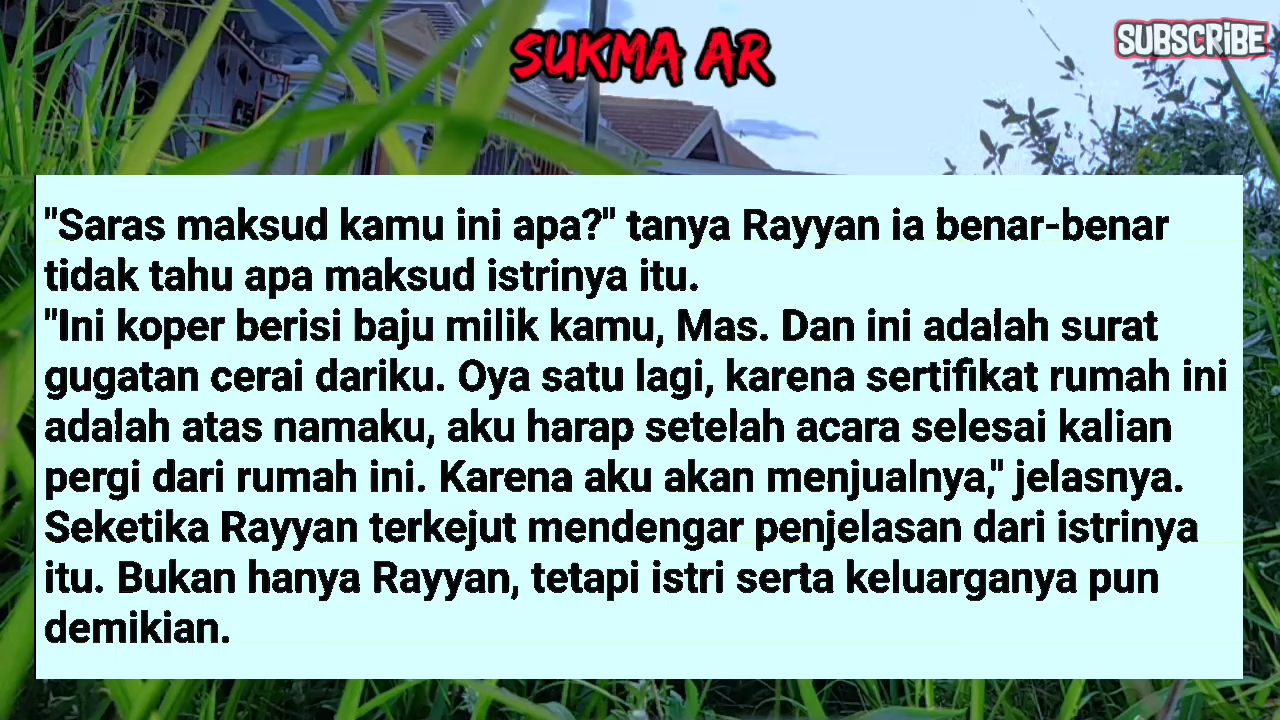 SUKMA AR
SUBSCRIBE
"Saras maksud kamu ini apa?" tanya Rayyan ia benar-benar
tidak tahu apa maksud istrinya itu.
"Ini koper berisi baju milik kamu, Mas. Dan ini adalah surat
gugatan cerai dariku. Oya satu lagi, karena sertifikat rumah ini
adalah atas namaku, aku harap setelah acara selesai kalian
pergi dari rumah ini. Karena aku akan menjualnya," jelasnya.
Seketika Rayyan terkejut mendengar penjelasan dari istrinya
itu. Bukan hanya Rayyan, tetapi istri serta keluarganya pun
demikian.